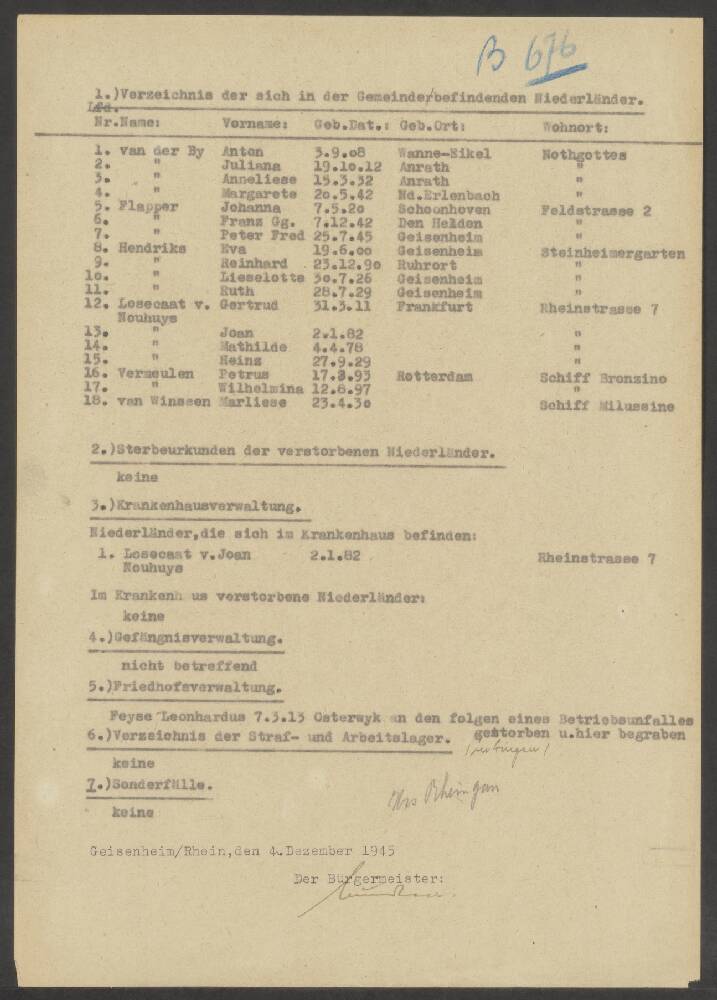 B 676
1.)Verzeichnis der sich in der Gemeinde/befindenden Niederländer.
Lfd.
Nr.Name: Vorname: Geb.Dat.: Geb.Ort: Wohnort:
1. van der By Anton 3.9.08 Wanne-Eikel Nothgottes
2. " Juliana 19.10.12 Anrath "
3. " Anneliese 15.3.32 Anrath "
4. " Margarete 20.5.42 Nd.Erlenbach "
5. Flapper Johanna 7.5.20 Schoonhoven Feldstrasse 2
6. " Franz Gg. 7.12.42 Den Helden "
7. " Peter Fred 25.7.45 Geisenheim "
8. Hendriks Eva 19.6.00 Geisenheim Steinheimergarten
9. " Reinhard 23.12.90 Ruhrort "
10. " Lieselotte 30.7.26 Geisenheim "
11. " Ruth 28.7.29 Geisenheim "
12. Losecaat v. Gertrud 31.3.11 Frankfurt Rheinstrasse 7
Nouhuys
13. " Joan 2.1.82 "
14. " Mathilde 4.4.78 "
15. " Heinz 27.9.29 "
16. Vermeulen Petrus 17.8.93 Rotterdam Schiff Bronzino
17. " Wilhelmina 12.8.97 "
18. van Winssen Marliese 23.4.30 Schiff Milussine
2.)Sterbeurkunden der verstorbenen Niederländer.
keine
3.)Krankenhausverwaltung.
Niederländer,die sich im Krankenhaus befinden:
1. Losecaat v.Joan 2.1.82 Rheinstrasse 7
Nouhuys
Im Krankenh us verstorbene Niederländer:
keine
4.)Gefängnisverwaltung.
nicht betreffend
5.)Friedhofsverwaltung.
Feyse Leonhardus 7.3.13 Osterwyk an den folgen eines Betriebsunfalles
gestorben u.hier begraben
6.)Verzeichnis der Straf- und Arbeitslager.
keine
7.)Sonderfälle.
keine
Krs Rheingau
Geisenheim/Rhein,den 4.Dezember 1945
Der Bürgermeister: